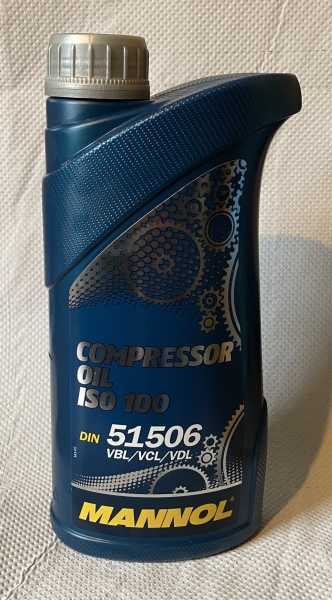 COMPRESSOR
OIL
ISO 100
DIN 51506
VBL/VCL/VDL
MANNOL